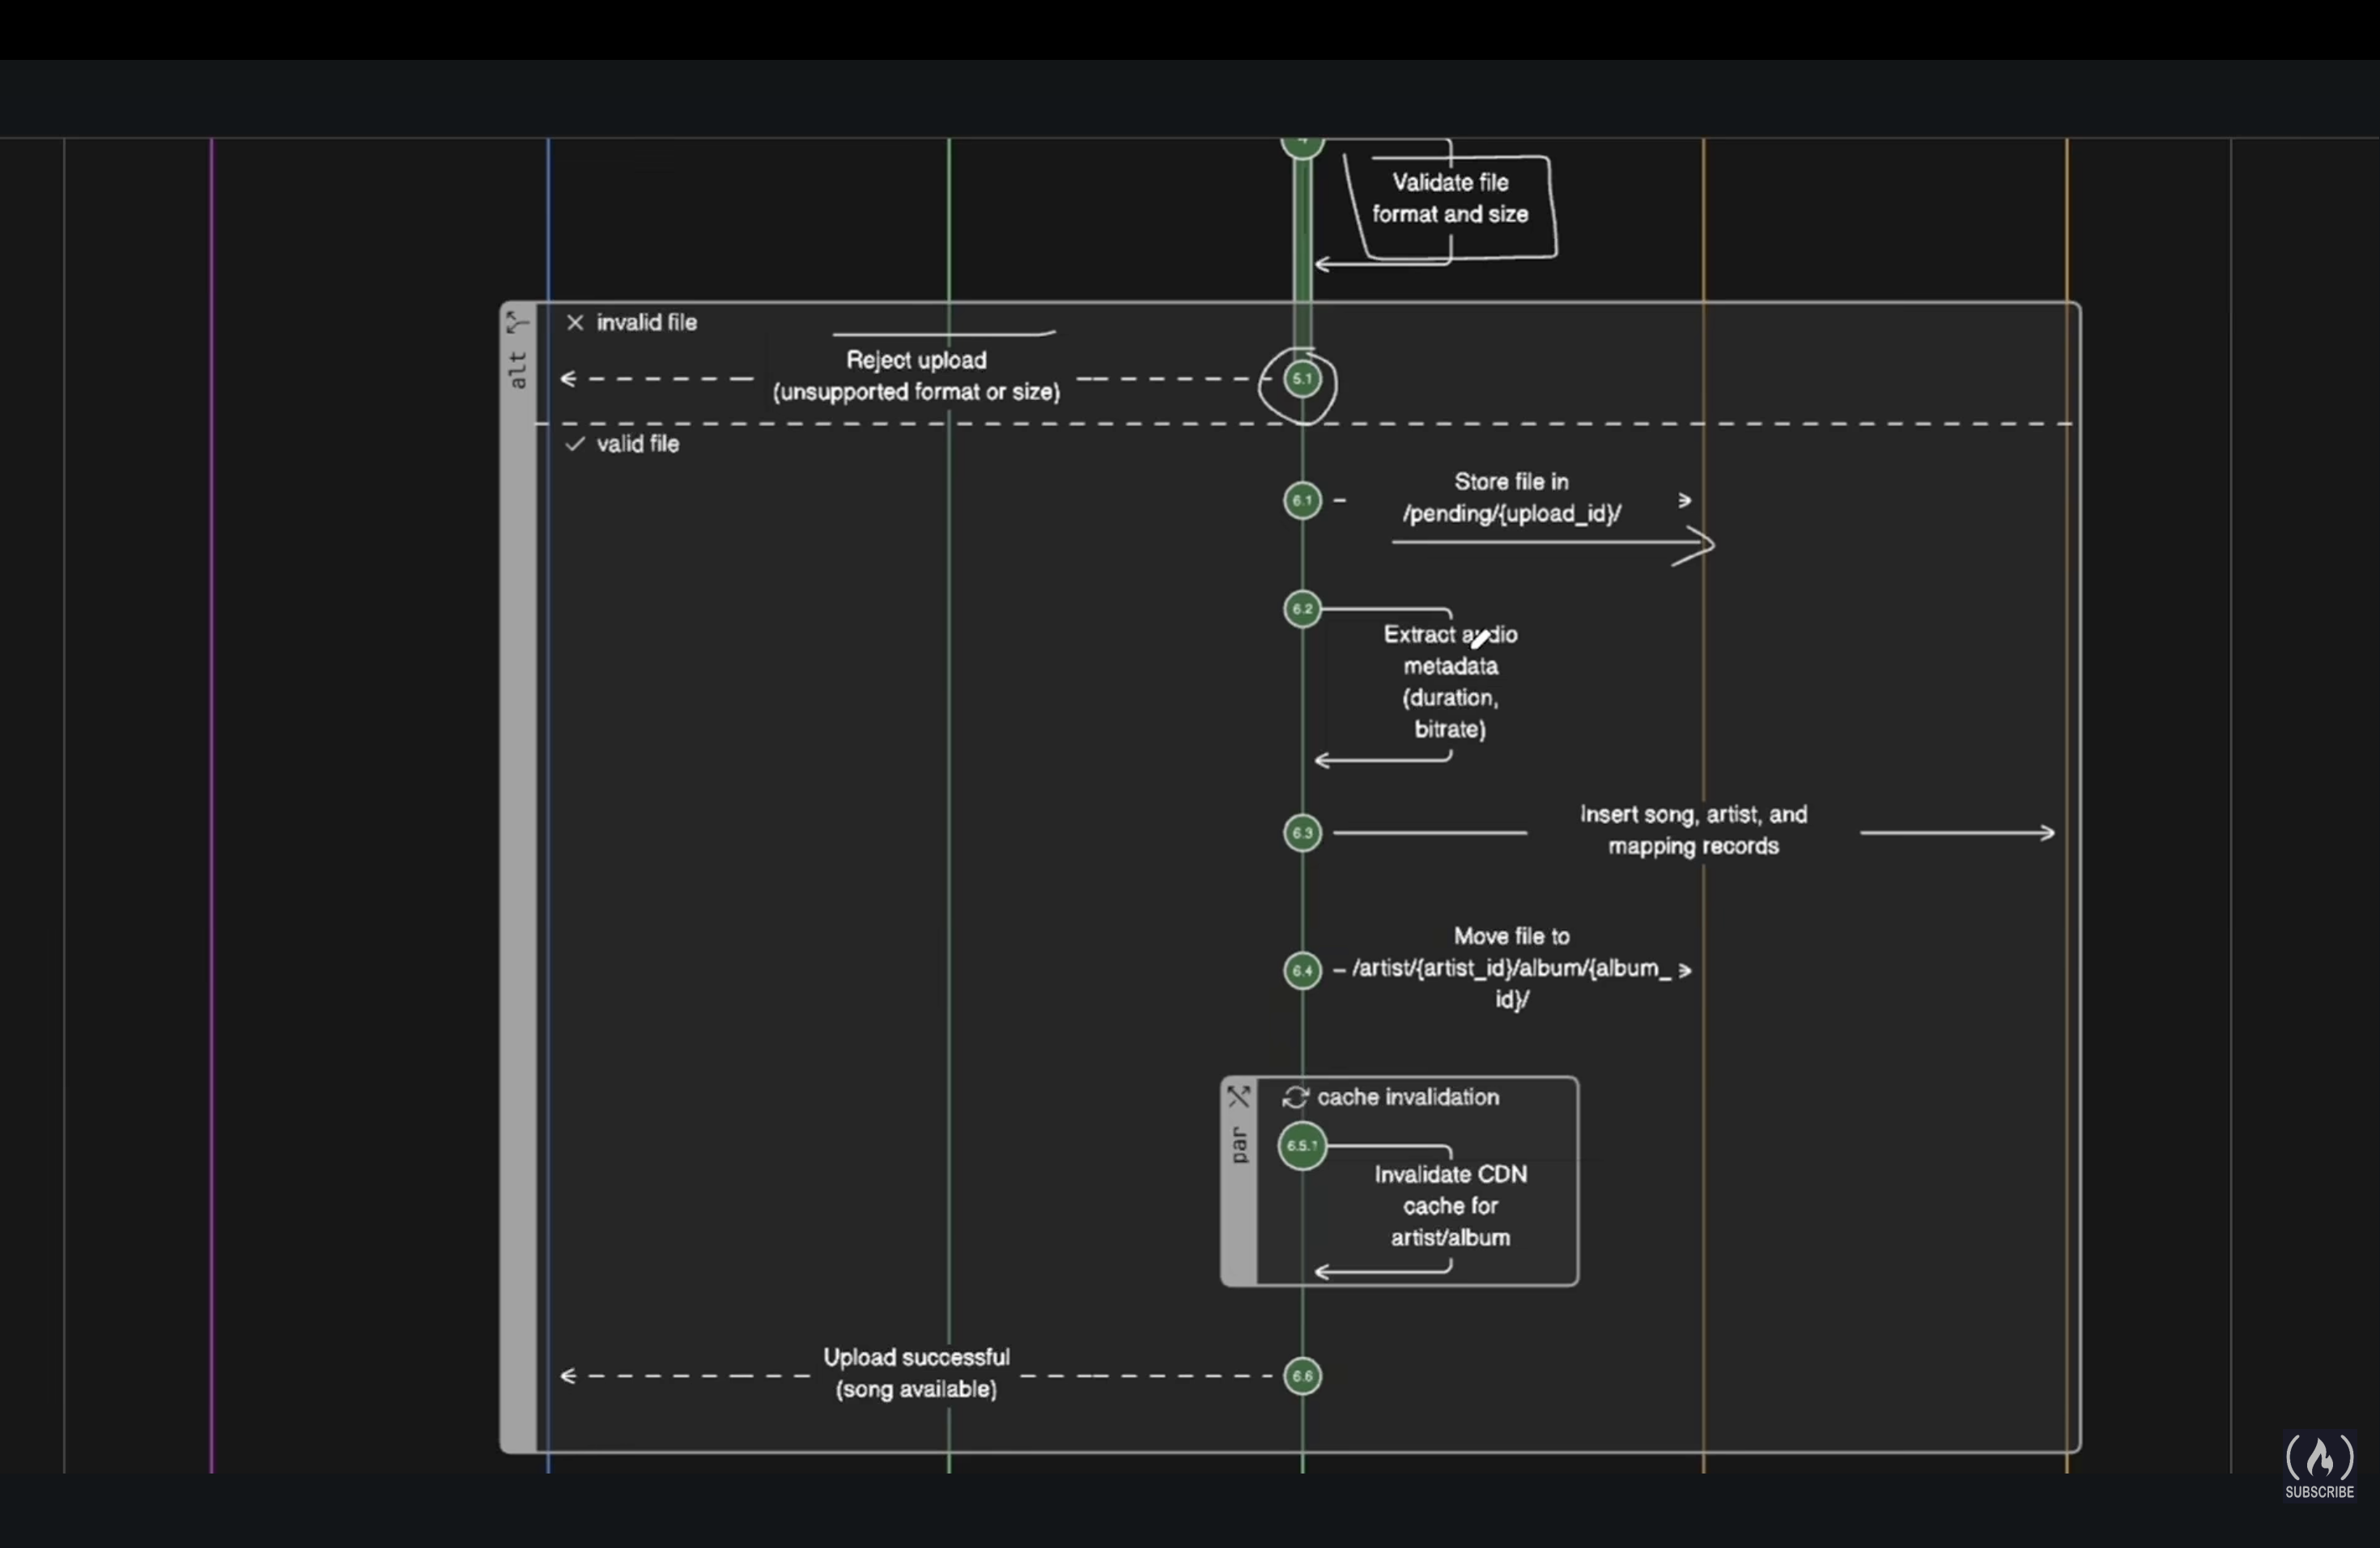 Validate file
format and size
alt
invalid file
Reject upload
(unsupported format or size)
5.1
valid file
6.1
Store file in
/pending/{upload_id}/
6.2
Extract audio
metadata
(duration,
bitrate)
6.3
Insert song, artist, and
mapping records
6.4
Move file to
/artist/{artist_id}/album/{album_
id}/
par
cache invalidation
6.5.1
Invalidate CDN
cache for
artist/album
Upload successful
(song available)
6.6
SUBSCRIBE